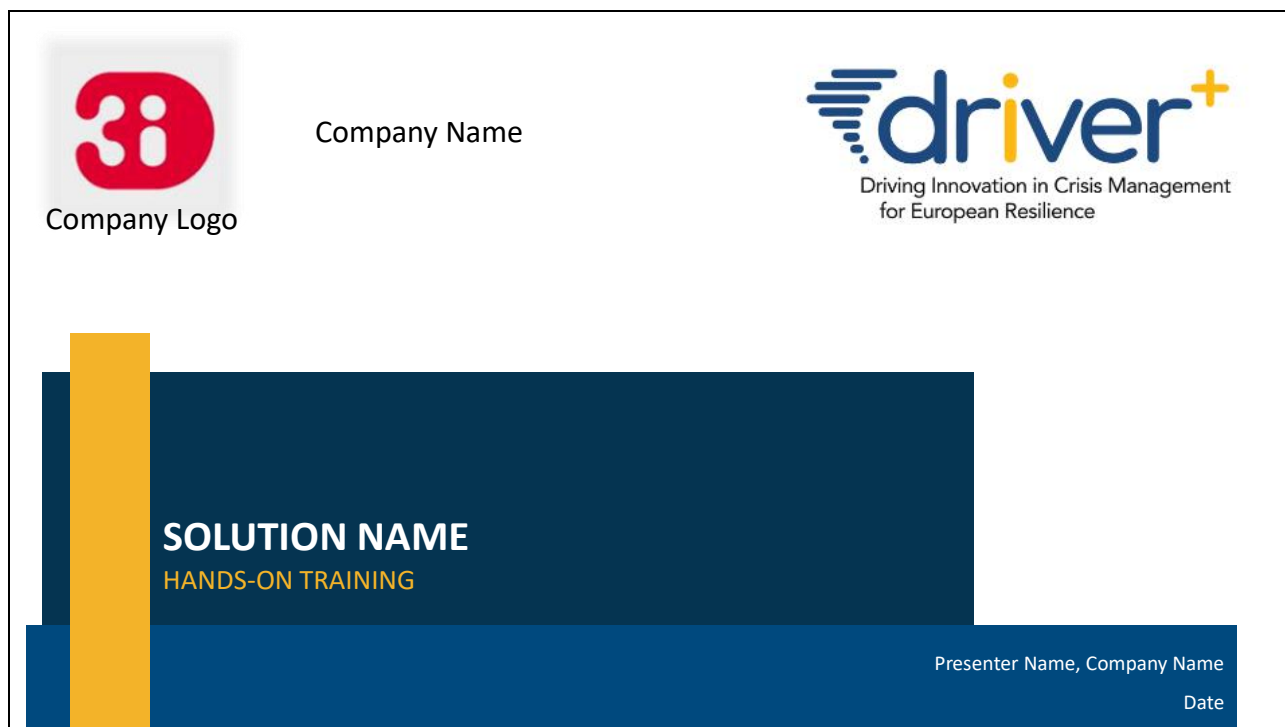 3i
Company Name
driver+
Driving Innovation in Crisis Management
for European Resilience
Company Logo
SOLUTION NAME
HANDS-ON TRAINING
Presenter Name, Company Name
Date